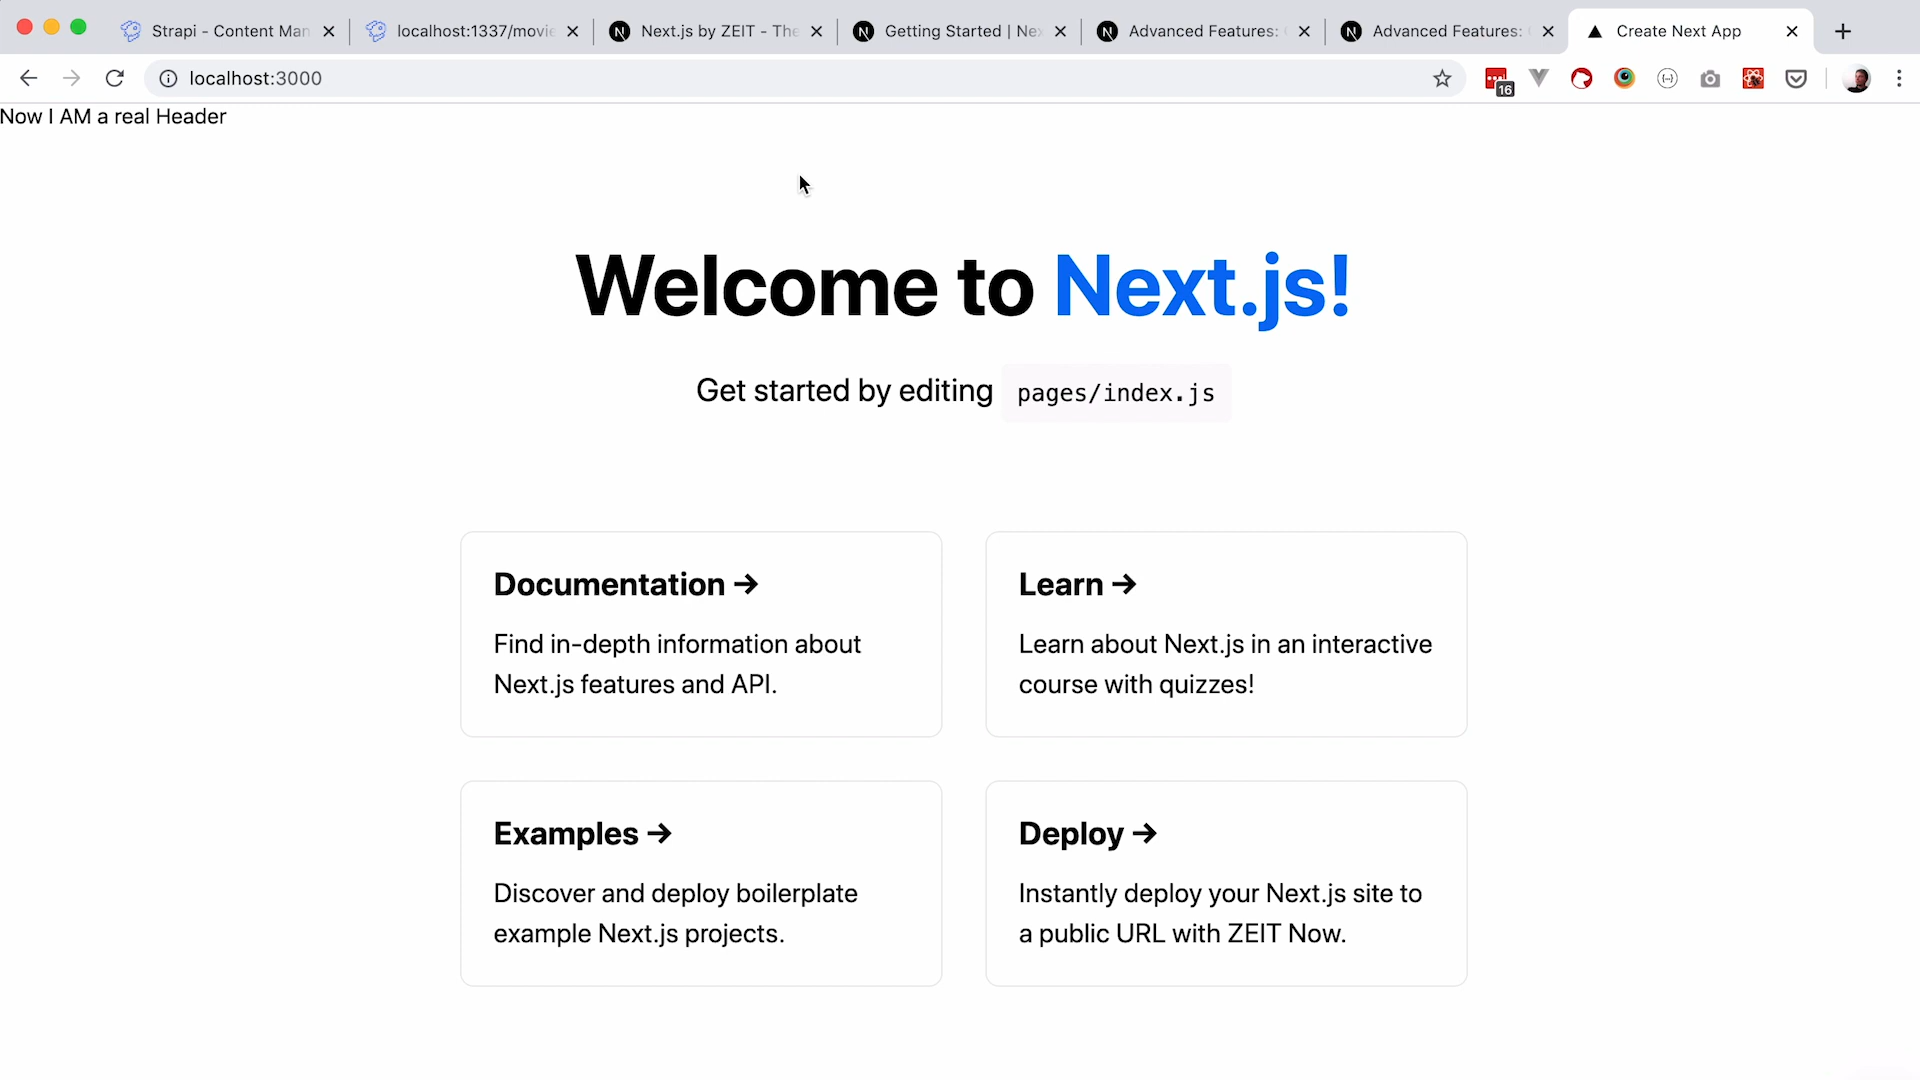 Strapi - Content Man
localhost:1337/movie
Next.js by ZEIT - The
Getting Started | Nex
Advanced Features:
Advanced Features:
Create Next App
localhost:3000
16
Now I AM a real Header
Welcome to Next.js!
Get started by editing pages/index.js
Documentation →
Find in-depth information about
Next.js features and API.
Learn →
Learn about Next.js in an interactive
course with quizzes!
Examples →
Discover and deploy boilerplate
example Next.js projects.
Deploy →
Instantly deploy your Next.js site to
a public URL with ZEIT Now.